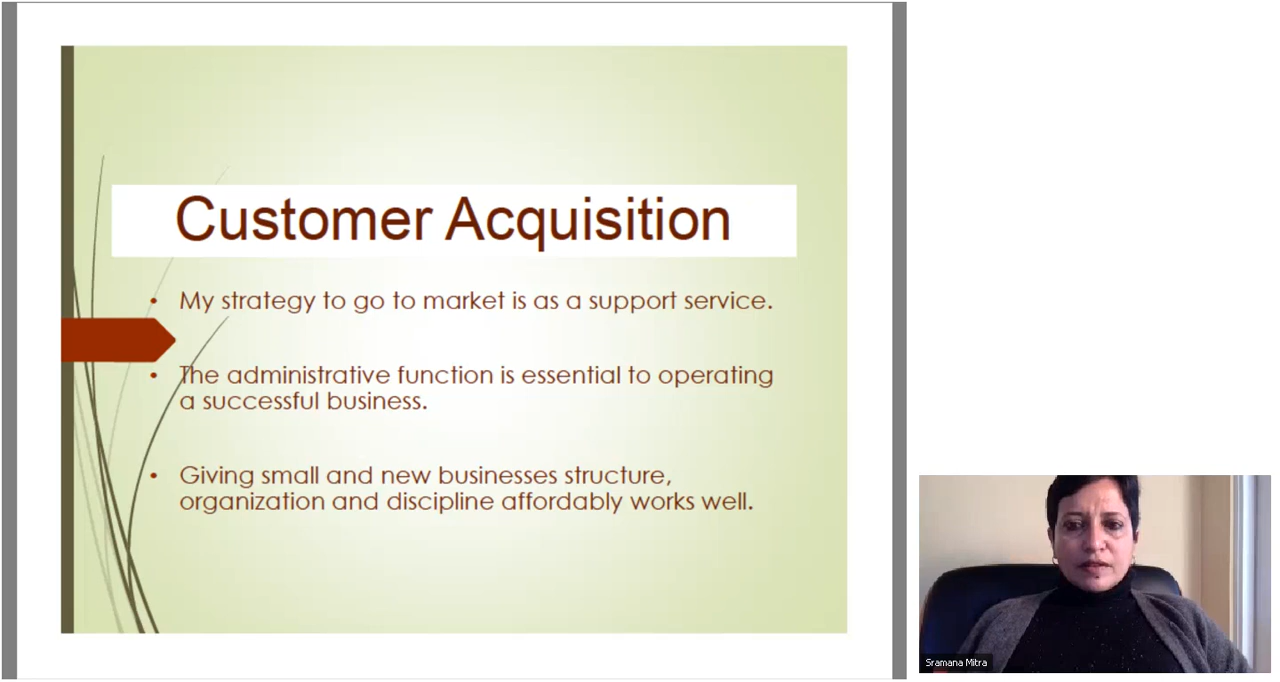 Customer Acquisition
• My strategy to go to market is as a support service.
• The administrative function is essential to operating
a successful business.
• Giving small and new businesses structure,
organization and discipline affordably works well.
Sramana Mitra